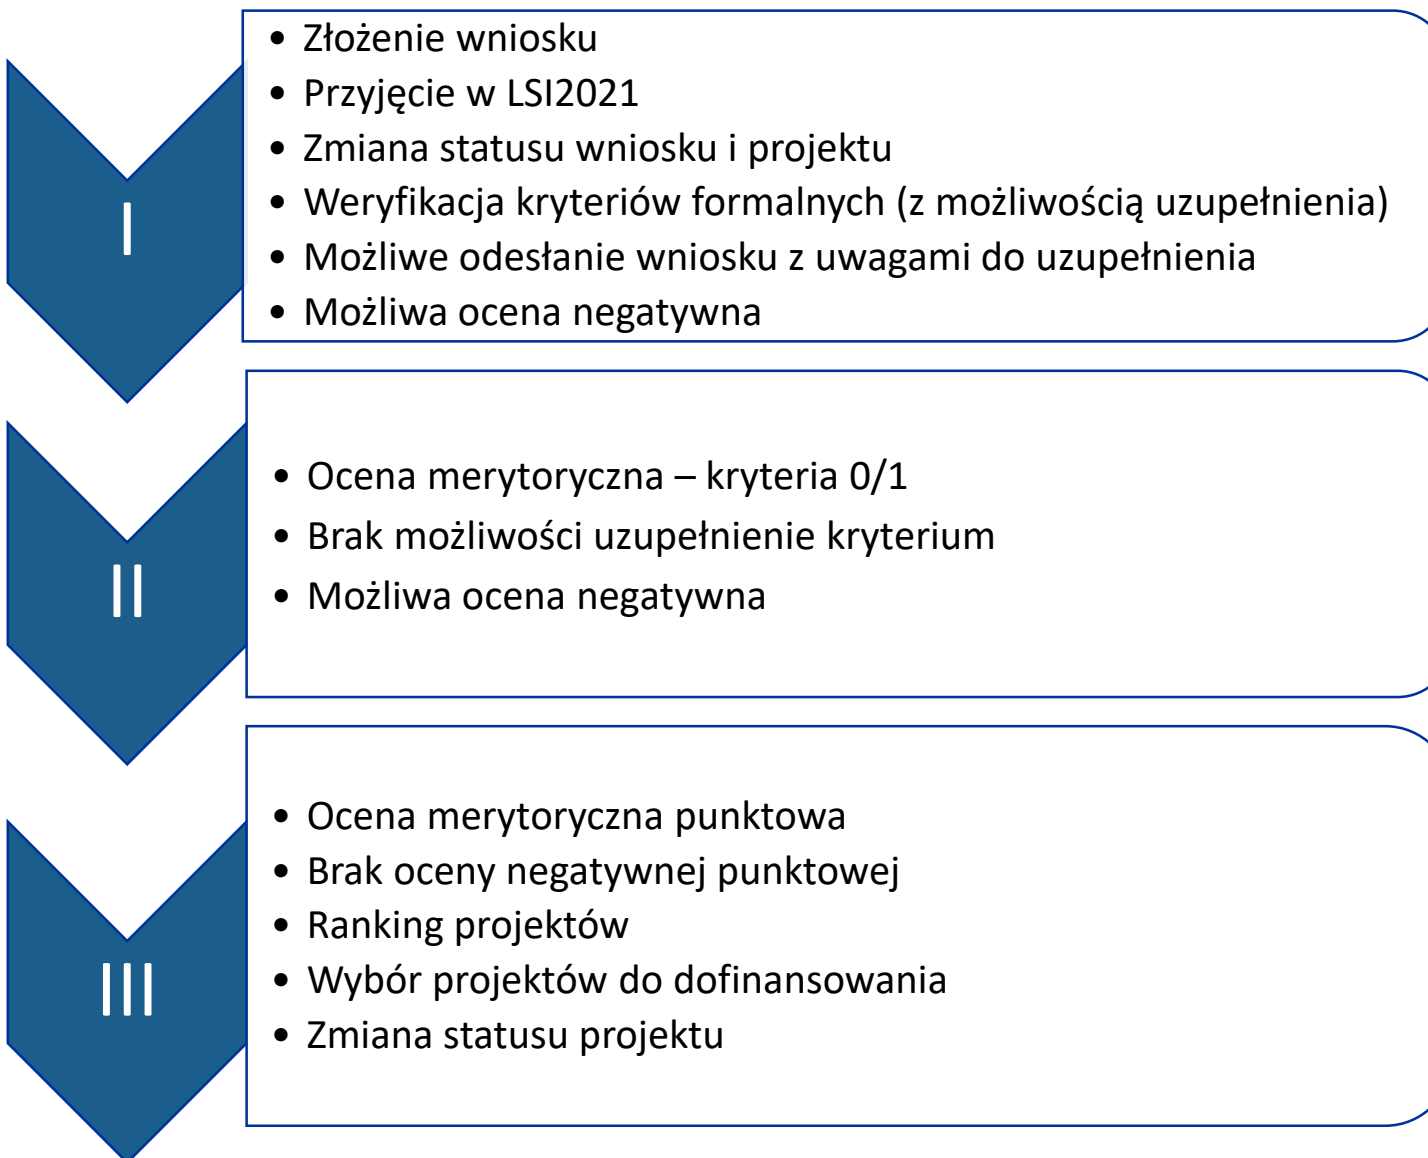 I
• Złożenie wniosku
• Przyjęcie w LSI2021
• Zmiana statusu wniosku i projektu
• Weryfikacja kryteriów formalnych (z możliwością uzupełnienia)
• Możliwe odesłanie wniosku z uwagami do uzupełnienia
• Możliwa ocena negatywna
II
• Ocena merytoryczna – kryteria 0/1
• Brak możliwości uzupełnienie kryterium
• Możliwa ocena negatywna
III
• Ocena merytoryczna punktowa
• Brak oceny negatywnej punktowej
• Ranking projektów
• Wybór projektów do dofinansowania
• Zmiana statusu projektu